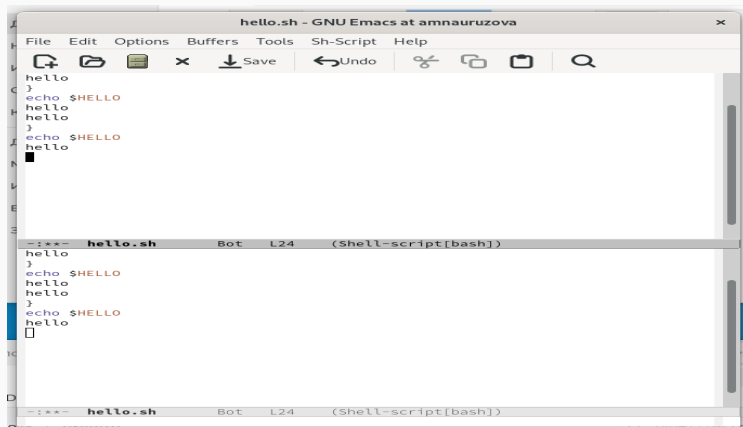 hello.sh - GNU Emacs at amnauruzova ×
File Edit Options Buffers Tools Sh-Script Help
Save Undo
hello
}
echo $HELLO
hello
hello
}
echo $HELLO
hello
-:**- hello.sh Bot L24 (Shell-script[bash])
hello
}
echo $HELLO
hello
hello
}
echo $HELLO
hello
-:**- hello.sh Bot L24 (Shell-script[bash])